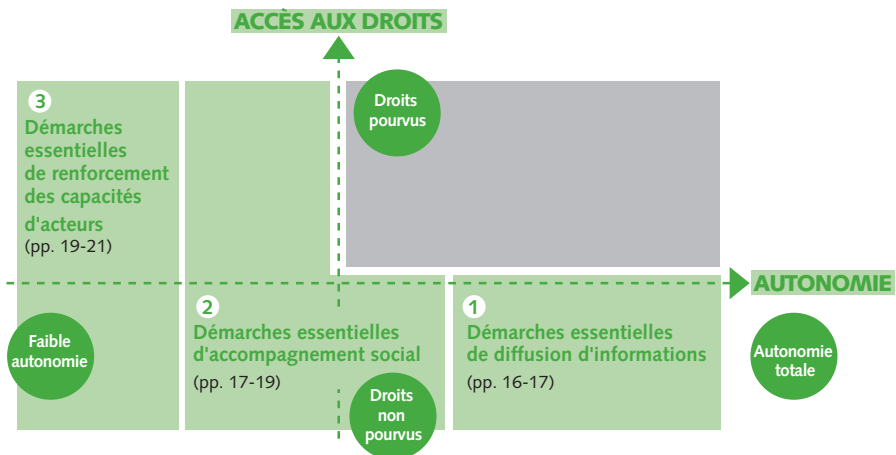 ACCÈS AUX DROITS
Droits
pourvus
3
Démarches
essentielles
de renforcement
des capacités
d'acteurs
(pp. 19-21)
AUTONOMIE
Faible
autonomie
2
Démarches essentielles
d'accompagnement social
(pp. 17-19)
1
Démarches essentielles
de diffusion d'informations
(pp. 16-17)
Autonomie
totale
Droits
non
pourvus